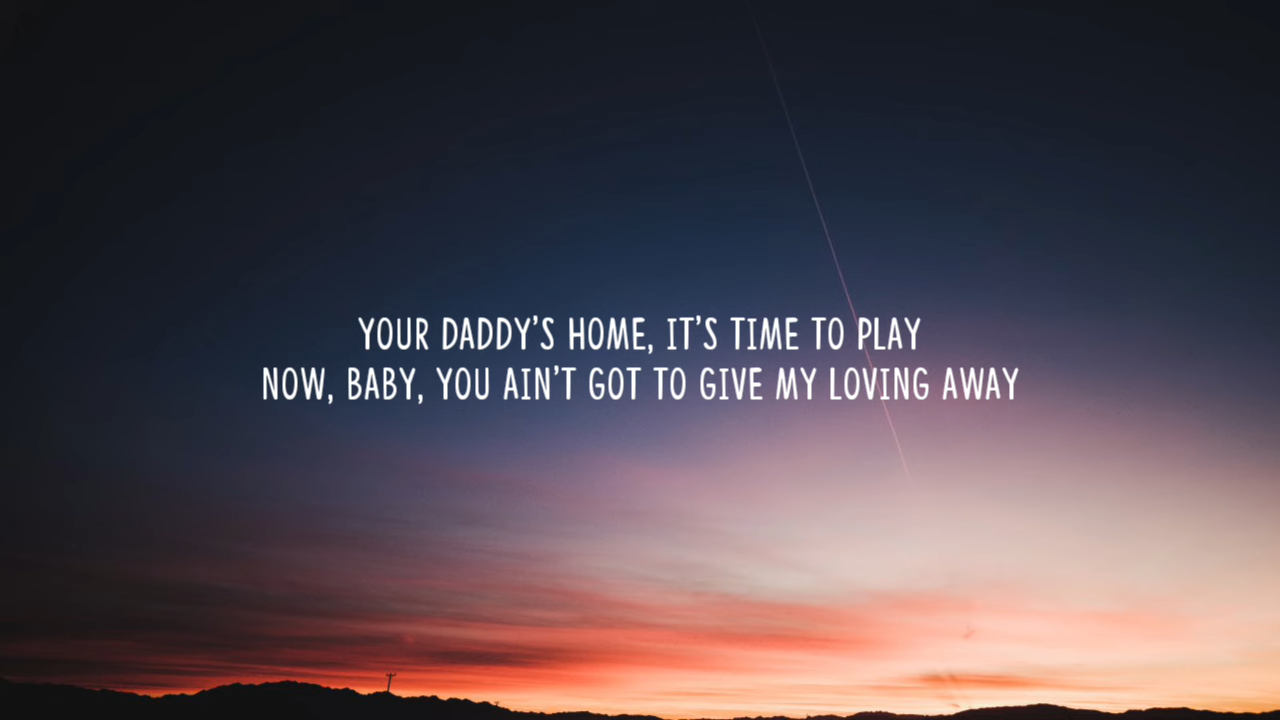 YOUR DADDY'S HOME, IT'S TIME TO PLAY
NOW, BABY, YOU AIN'T GOT TO GIVE MY LOVING AWAY